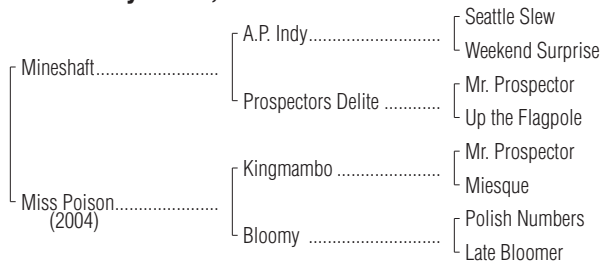 Seattle Slew
A.P. Indy..............................
Weekend Surprise
Mineshaft............................
Mr. Prospector
Prospectors Delite .............
Up the Flagpole
Mr. Prospector
Kingmambo ........................
Miesque
Miss Poison........................
(2004)
Polish Numbers
Bloomy ..............................
Late Bloomer